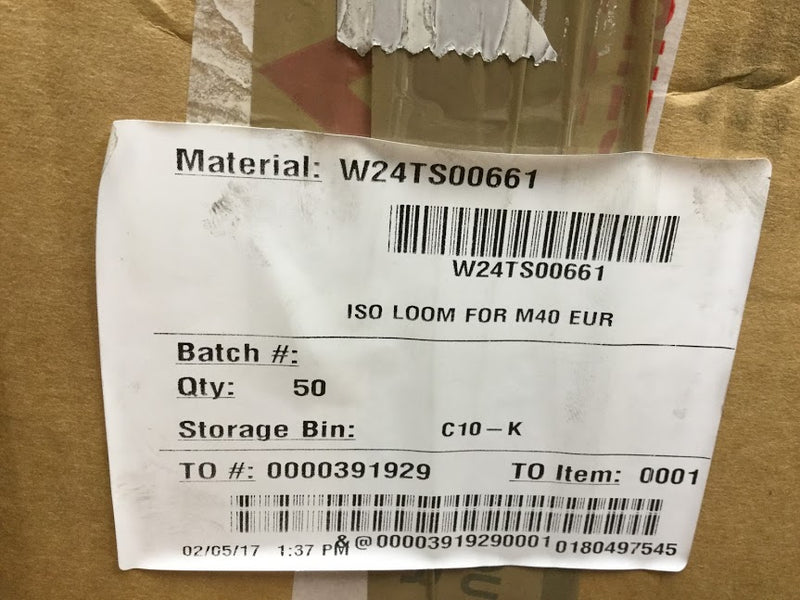 Material: W24TS00661
W24TS00661
ISO LOOM FOR M40 EUR
Batch #:
Qty: 50
Storage Bin: C10-K
TO #: 0000391929 TO Item: 0001
&@00003919290001 0180497545
02/05/17 1:37 PM